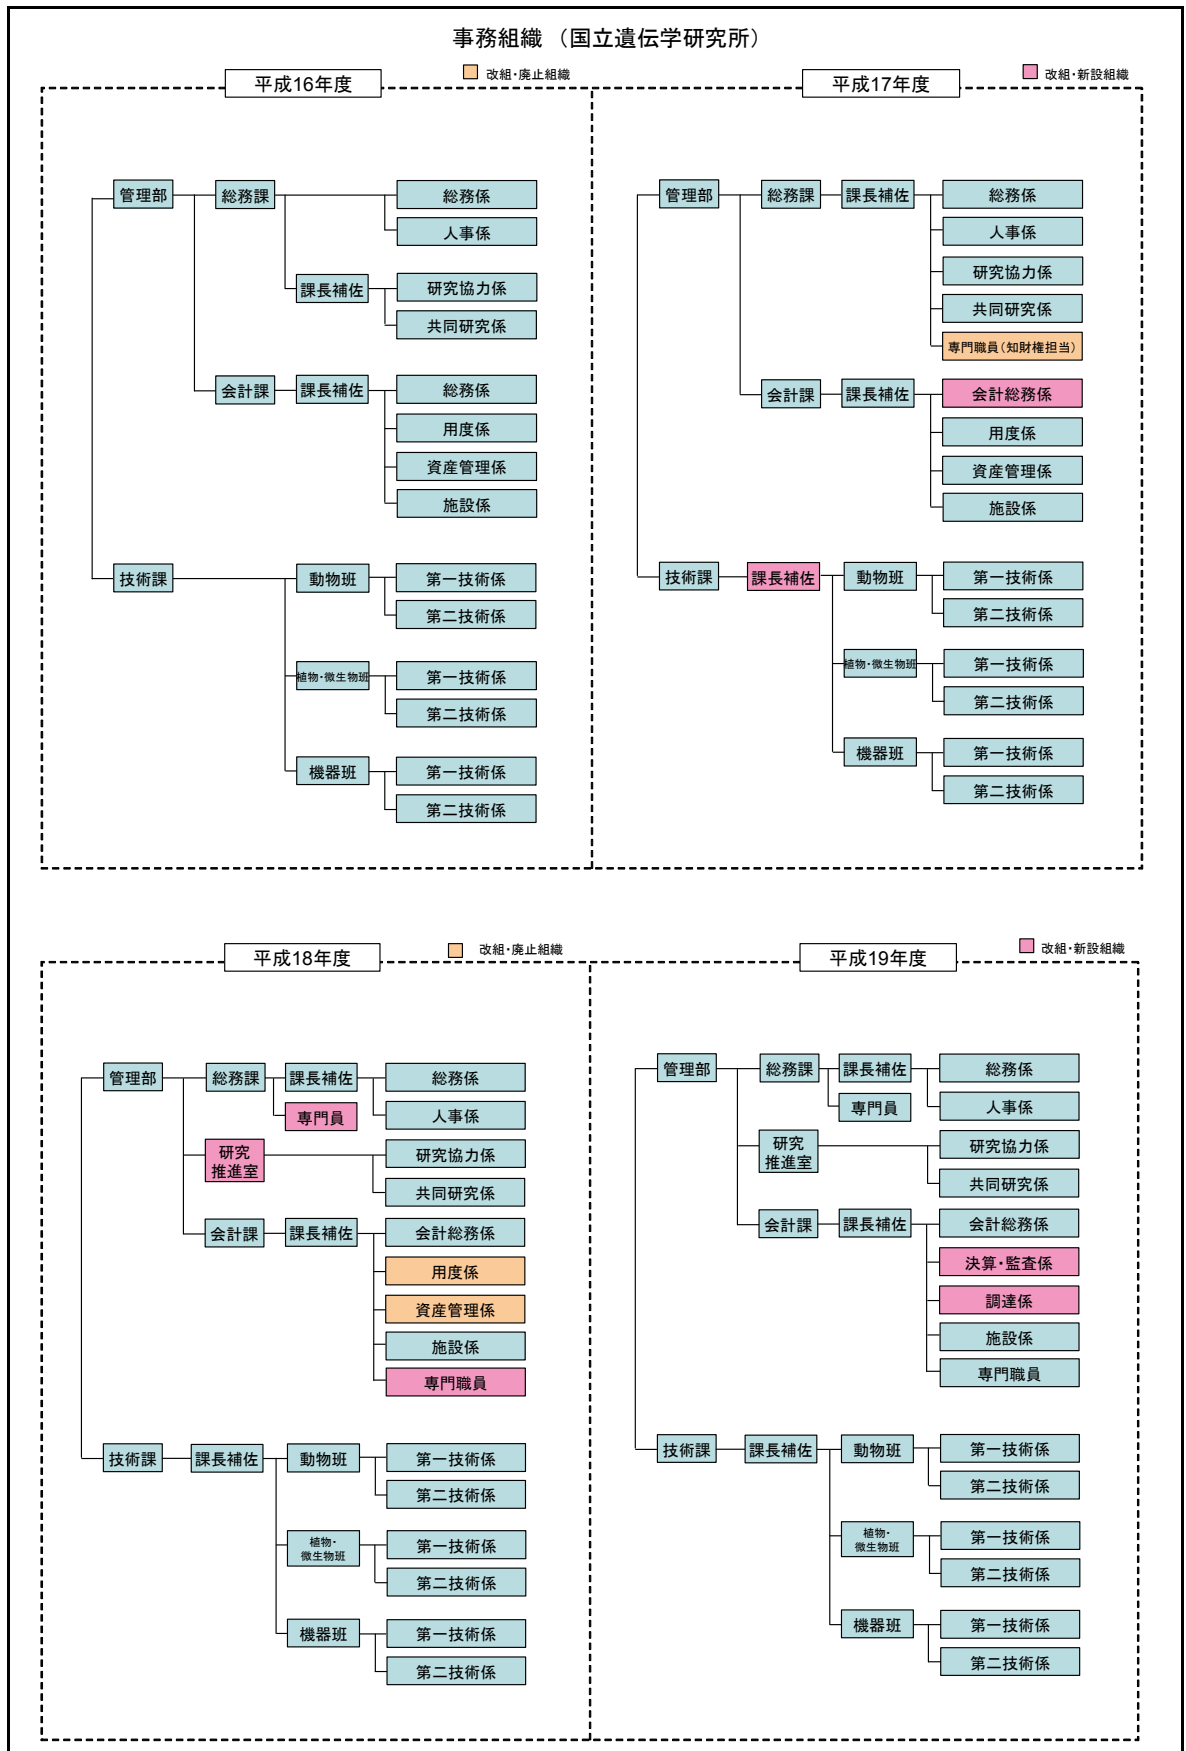 事務組織 （国立遺伝学研究所）
平成16年度
改組・廃止組織
管理部
総務課
総務係
人事係
課長補佐
研究協力係
共同研究係
会計課
課長補佐
総務係
用度係
資産管理係
施設係
技術課
動物班
第一技術係
第二技術係
植物・微生物班
第一技術係
第二技術係
機器班
第一技術係
第二技術係
平成17年度
改組・新設組織
管理部
総務課
課長補佐
総務係
人事係
研究協力係
共同研究係
専門職員（知財権担当）
会計課
課長補佐
会計総務係
用度係
資産管理係
施設係
技術課
課長補佐
動物班
第一技術係
第二技術係
植物・微生物班
第一技術係
第二技術係
機器班
第一技術係
第二技術係
平成18年度
改組・廃止組織
管理部
総務課
課長補佐
総務係
専門員
人事係
研究
推進室
研究協力係
共同研究係
会計課
課長補佐
会計総務係
用度係
資産管理係
施設係
専門職員
技術課
課長補佐
動物班
第一技術係
第二技術係
植物・
微生物班
第一技術係
第二技術係
機器班
第一技術係
第二技術係
平成19年度
改組・新設組織
管理部
総務課
課長補佐
総務係
専門員
人事係
研究
推進室
研究協力係
共同研究係
会計課
課長補佐
会計総務係
決算・監査係
調達係
施設係
専門職員
技術課
課長補佐
動物班
第一技術係
第二技術係
植物・
微生物班
第一技術係
第二技術係
機器班
第一技術係
第二技術係